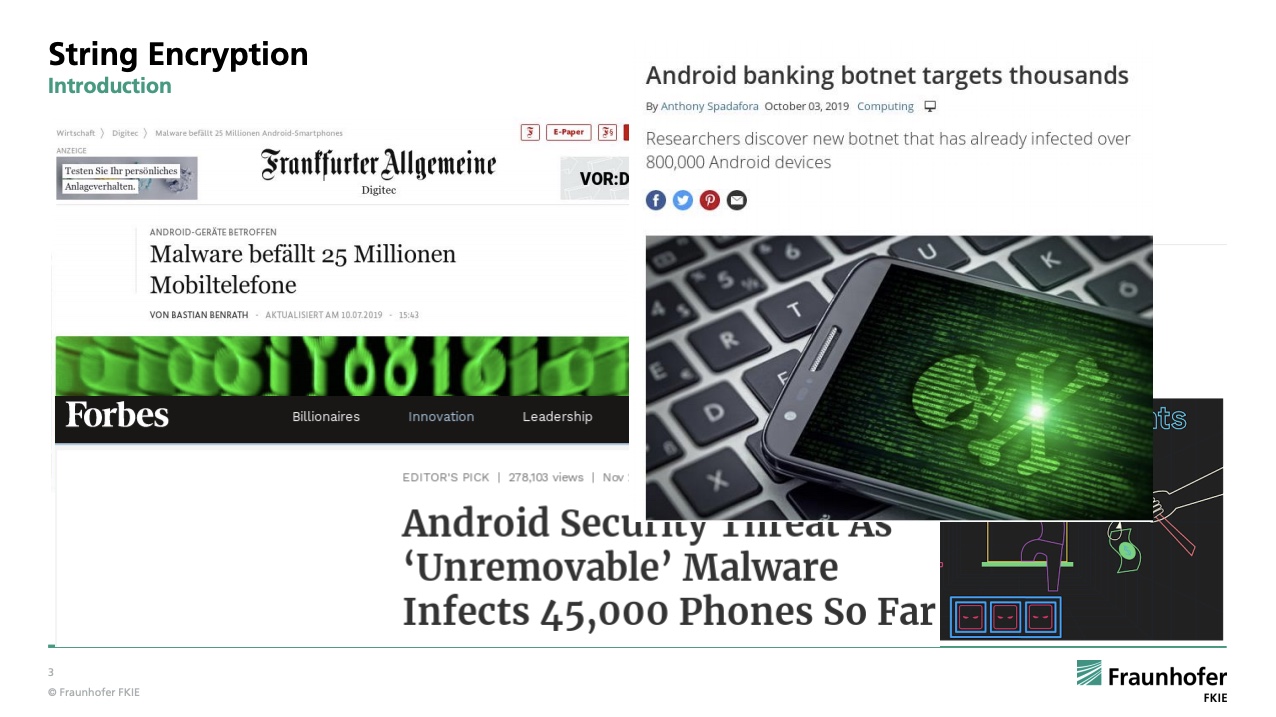 String Encryption
Introduction
Wirtschaft 〉 Digitec 〉 Malware befällt 25 Millionen Android-Smartphones
E-Paper
ANZEIGE
Testen Sie Ihr persönliches
Anlageverhalten.
Frankfurter Allgemeine
Digitec
VOR:D
ANDROID-GERÄTE BETROFFEN
Malware befällt 25 Millionen
Mobiltelefone
VON BASTIAN BENRATH - AKTUALISIERT AM 10.07.2019 - 15:43
Forbes
Billionaires Innovation Leadership
EDITOR'S PICK | 278,103 views | Nov
Android Security Threat As
‘Unremovable’ Malware
Infects 45,000 Phones So Far
Android banking botnet targets thousands
By Anthony Spadafora October 03, 2019 Computing
Researchers discover new botnet that has already infected over
800,000 Android devices
5
6
U
K
T
R
E
F
D
X
nts
3
© Fraunhofer FKIE
Fraunhofer
FKIE